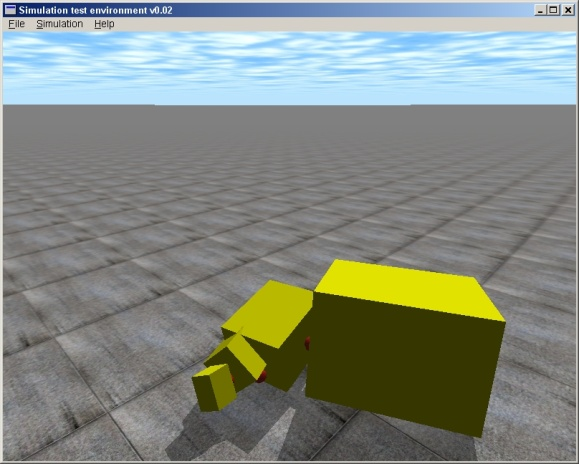 Simulation test environment v0.02
File Simulation Help